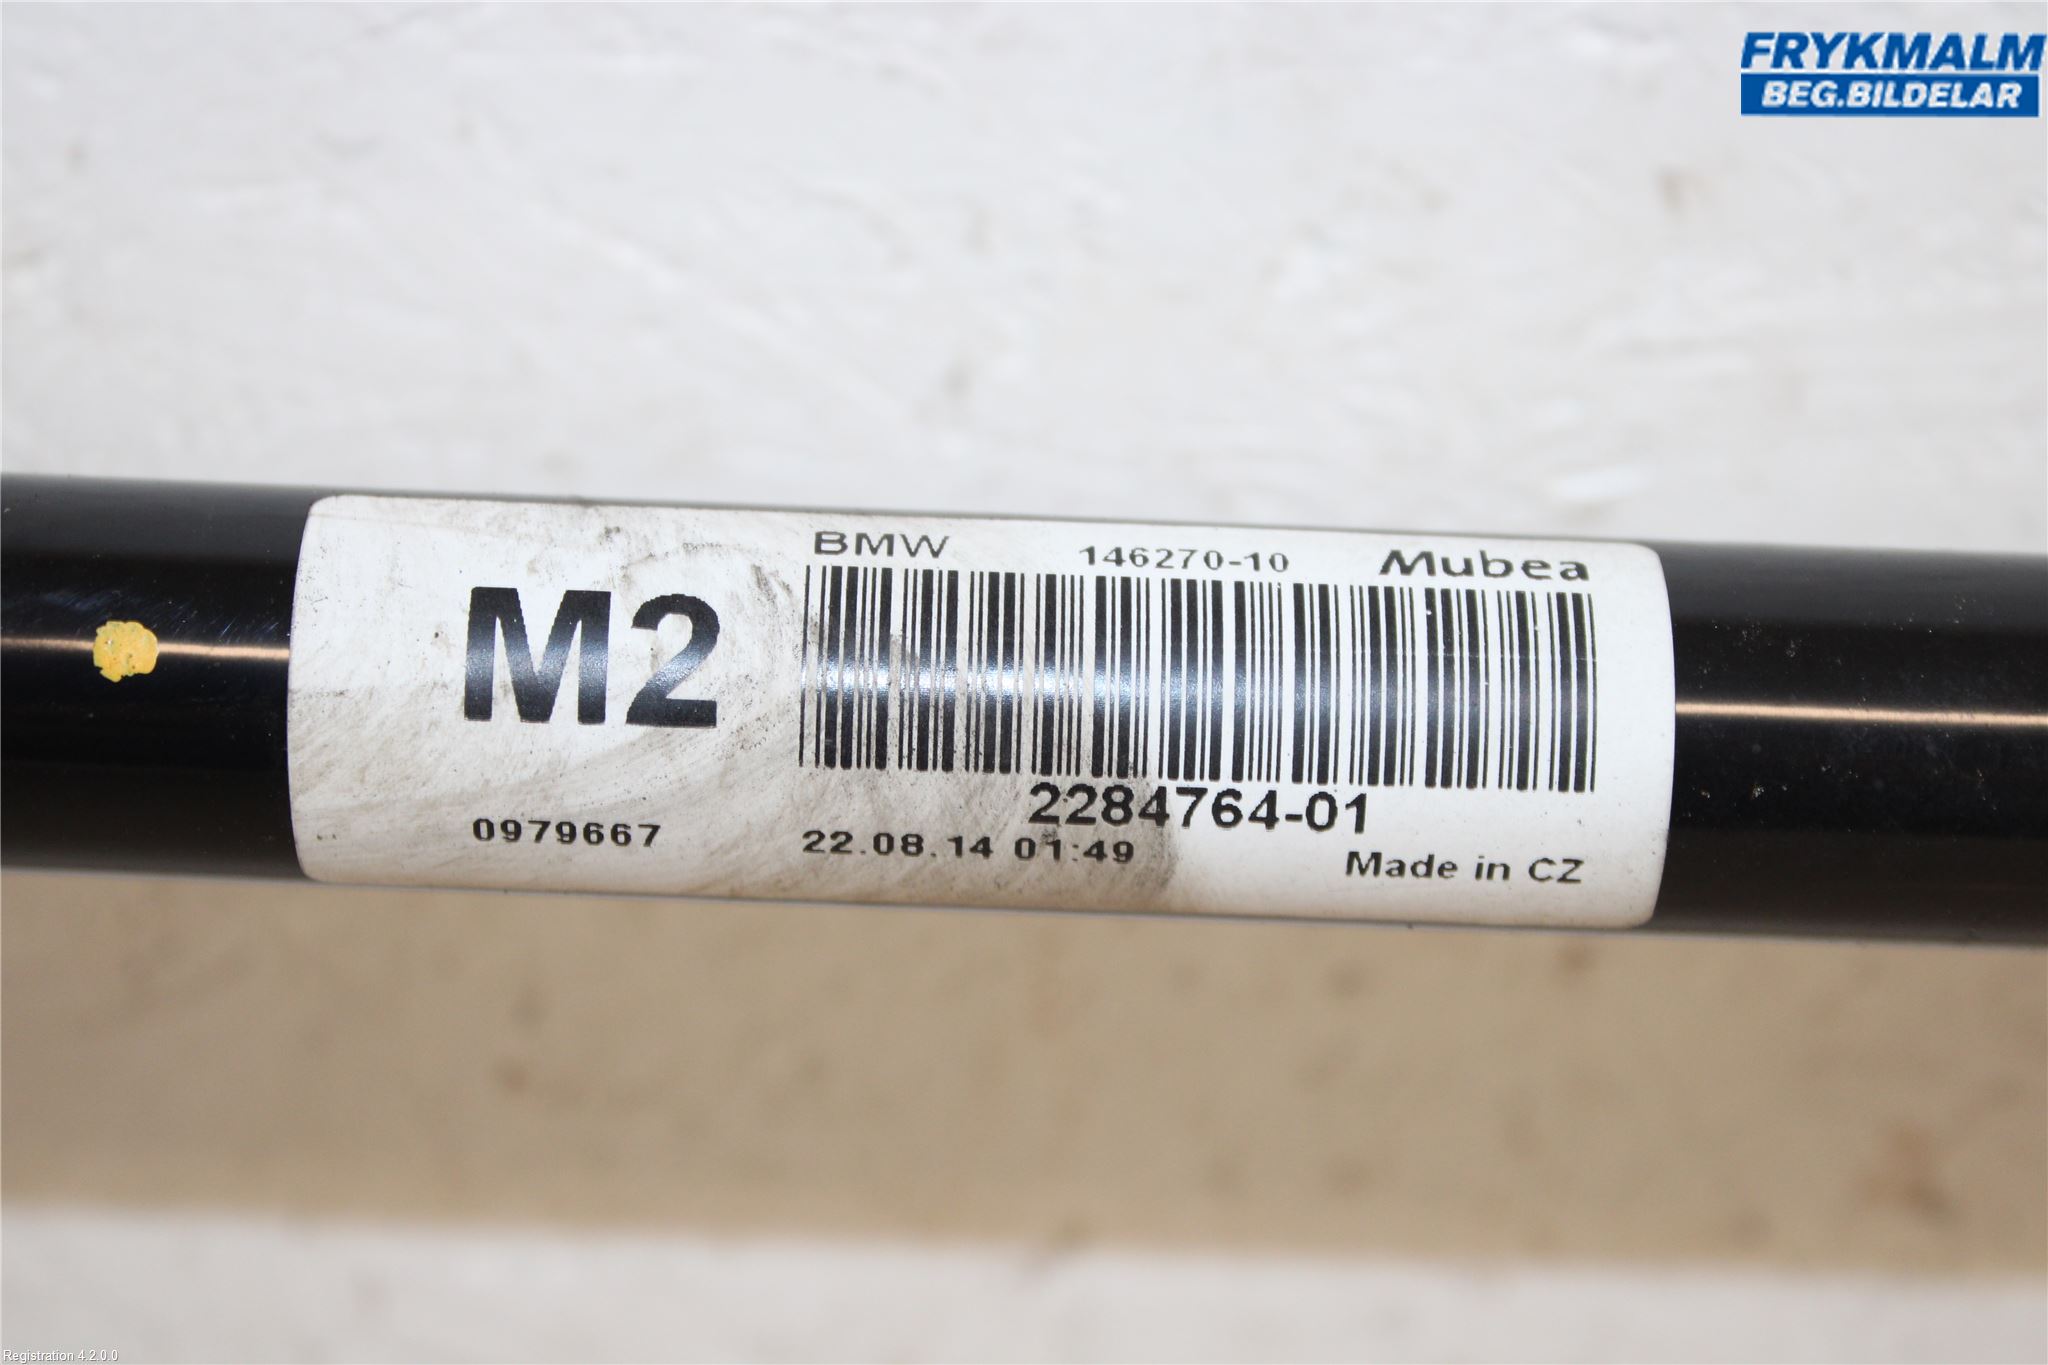 FRYKMALM
BEG.BILDELAR
BMW 146270-10 Mubea
M2
2284764-01
0979667 22.08.14 01:49 Made in CZ
Registration 4.2.0.0